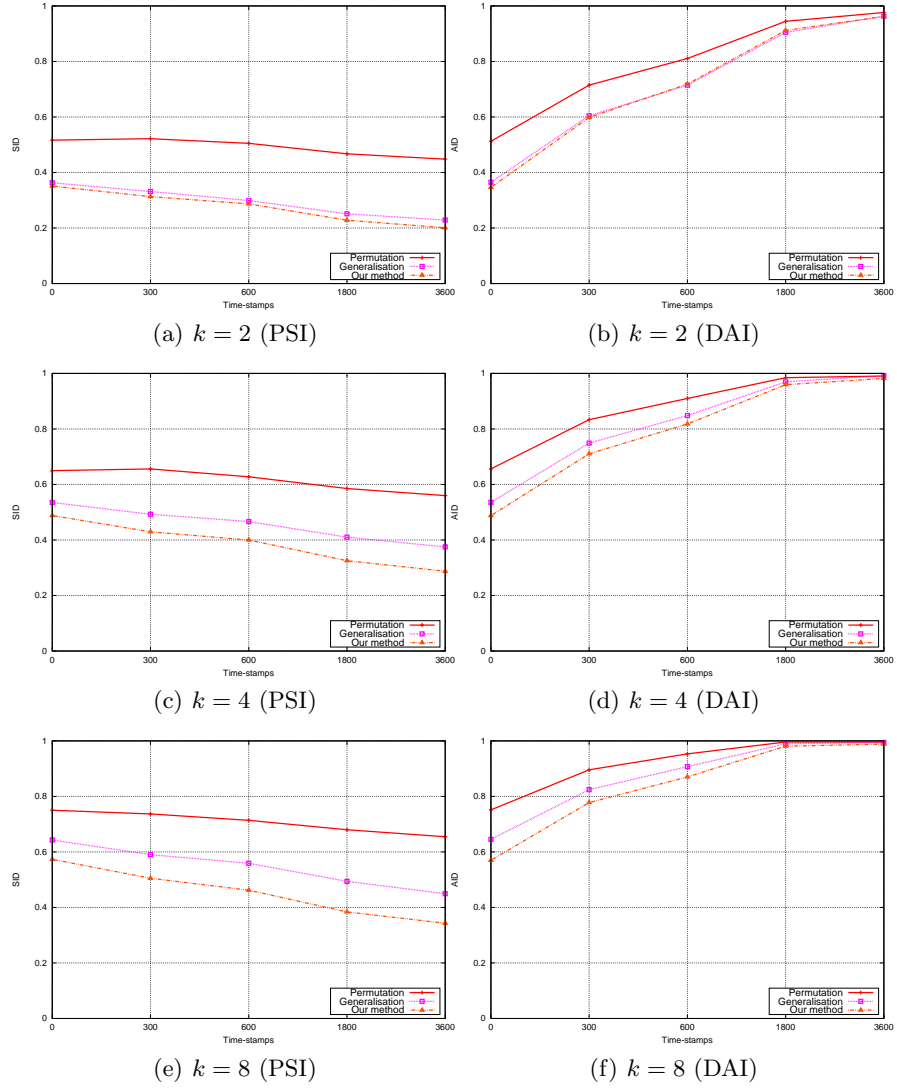 1
0.8
0.6
0.4
0.2
0
SID
0 300 600 1800 3600
Time-stamps
Permutation
Generalisation
Our method
(a) k = 2 (PSI)
1
0.8
0.6
0.4
0.2
0
AID
0 300 600 1800 3600
Time-stamps
Permutation
Generalisation
Our method
(b) k = 2 (DAI)
1
0.8
0.6
0.4
0.2
0
SID
0 300 600 1800 3600
Time-stamps
Permutation
Generalisation
Our method
(c) k = 4 (PSI)
1
0.8
0.6
0.4
0.2
0
AID
0 300 600 1800 3600
Time-stamps
Permutation
Generalisation
Our method
(d) k = 4 (DAI)
1
0.8
0.6
0.4
0.2
0
SID
0 300 600 1800 3600
Time-stamps
Permutation
Generalisation
Our method
(e) k = 8 (PSI)
1
0.8
0.6
0.4
0.2
0
AID
0 300 600 1800 3600
Time-stamps
Permutation
Generalisation
Our method
(f) k = 8 (DAI)